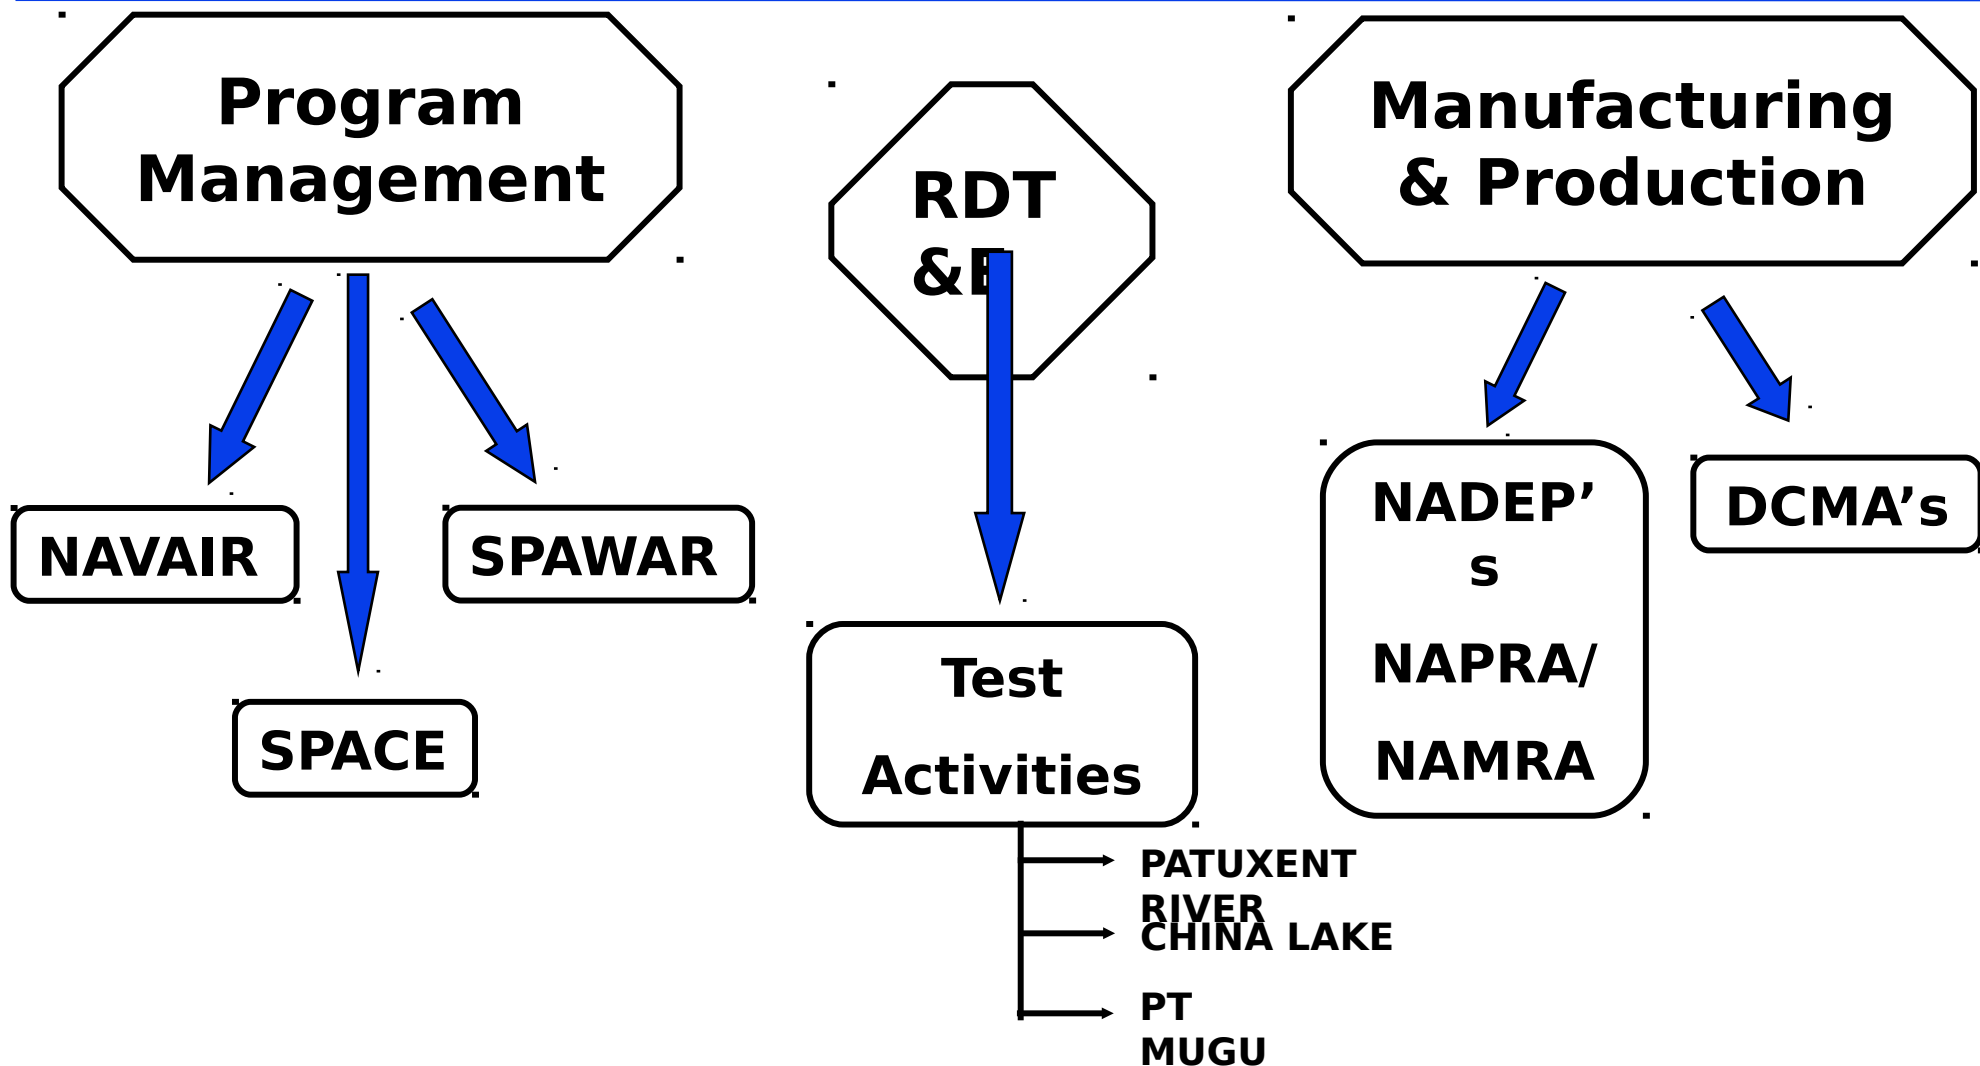 Program
Management
NAVAIR
SPAWAR
SPACE
RDT
&E
Test
Activities
PATUXENT
RIVER
CHINA LAKE
PT
MUGU
Manufacturing
& Production
NADEP’
s
NAPRA/
NAMRA
DCMA’s